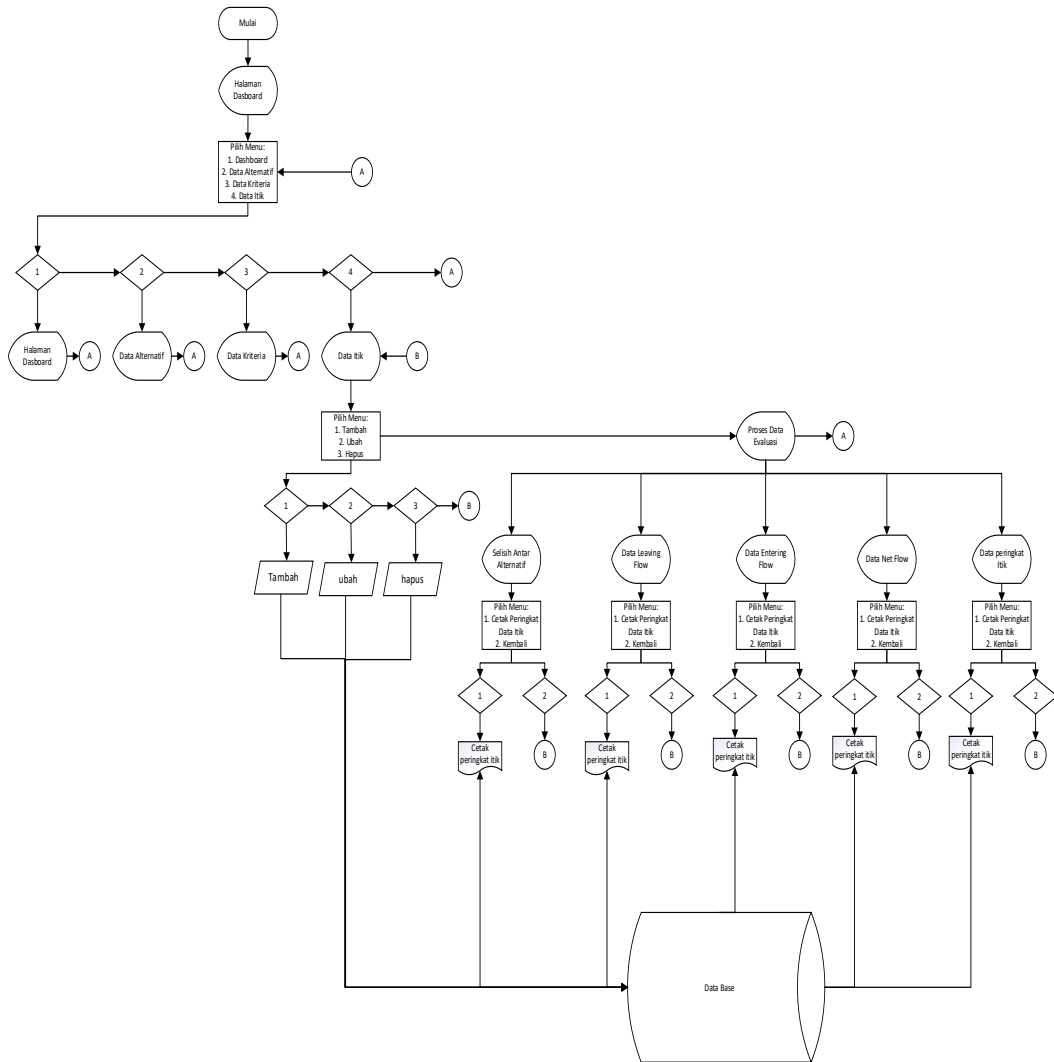 Mulai
Halaman
Dasboard
Pilih Menu:
1. Dashboard
2. Data Alternatif
3. Data Kriteria
4. Data Itik
A
1
2
3
4
A
Halaman
Dasboard
A
Data Alternatif
A
Data Kriteria
A
Data Itik
B
Pilih Menu:
1. Tambah
2. Ubah
3. Hapus
Proses Data
Evaluasi
A
1
2
3
B
Tambah
ubah
hapus
Selisih Antar
Alternatif
Data Leaving
Flow
Data Entering
Flow
Data Net Flow
Data peringkat
Itik
Pilih Menu:
1. Cetak Peringkat
Data Itik
2. Kembali
Pilih Menu:
1. Cetak Peringkat
Data Itik
2. Kembali
Pilih Menu:
1. Cetak Peringkat
Data Itik
2. Kembali
Pilih Menu:
1. Cetak Peringkat
Data Itik
2. Kembali
Pilih Menu:
1. Cetak Peringkat
Data Itik
2. Kembali
1
2
1
2
1
2
1
2
1
2
Cetak
peringkat itik
B
Cetak
peringkat itik
B
Cetak
peringkat itik
B
Cetak
peringkat itik
B
Cetak
peringkat itik
B
Data Base